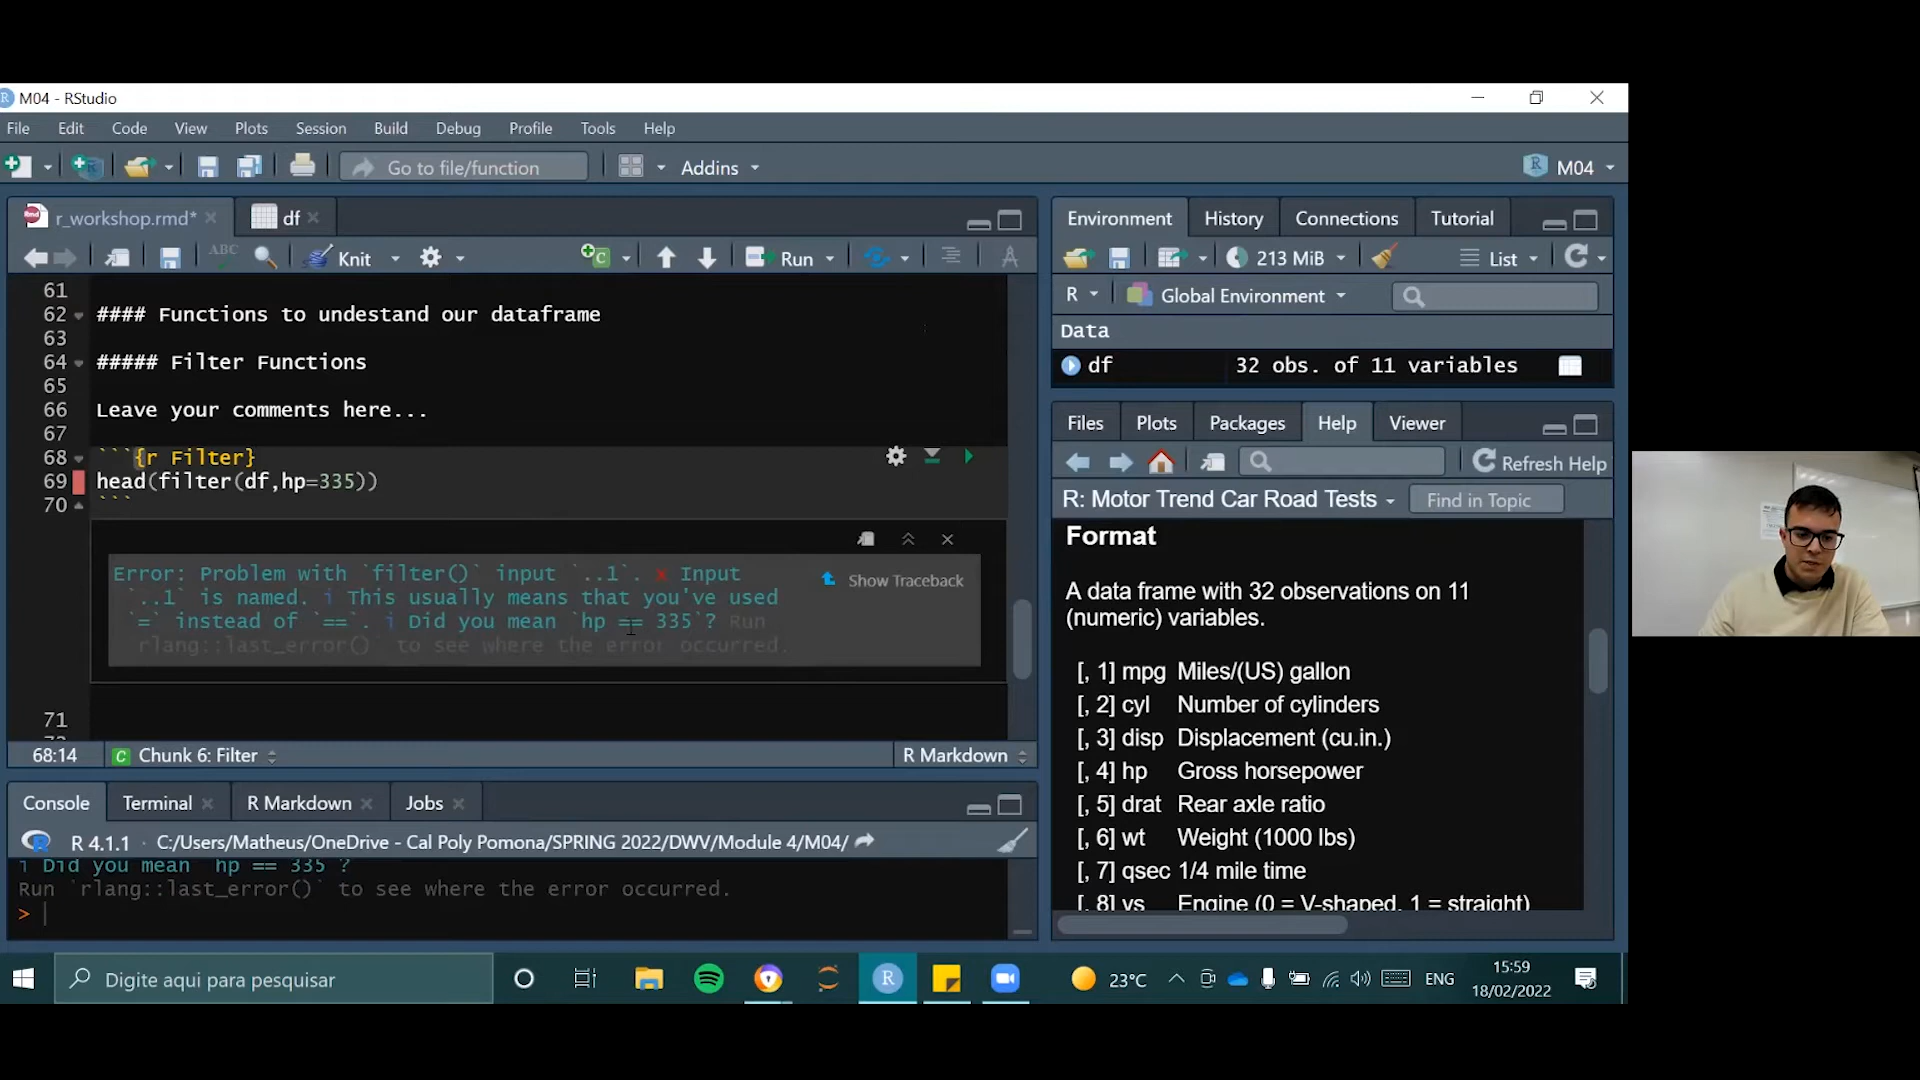 M04 - RStudio
File Edit Code View Plots Session Build Debug Profile Tools Help
Go to file/function Addins M04
r_workshop.rmd* df
ABC Knit Run
61
62 #### Functions to undestand our dataframe
63
64 ##### Filter Functions
65
66 Leave your comments here...
67
68 ```{r Filter}
69 head(filter(df,hp=335))
70 ```
Show Traceback
Error: Problem with `filter()` input `..1`. x Input
`..1` is named. i This usually means that you've used
`=` instead of `==`. i Did you mean `hp == 335`? Run
rlang::last_error()` to see where the error occurred.
71
68:14 Chunk 6: Filter R Markdown
Console Terminal R Markdown Jobs
R 4.1.1 · C:/Users/Matheus/OneDrive - Cal Poly Pomona/SPRING 2022/DWV/Module 4/M04/
i Did you mean hp == 335 ?
Run `rlang::last_error()` to see where the error occurred.
>
Environment History Connections Tutorial
213 MiB List
R Global Environment
Data
df 32 obs. of 11 variables
Files Plots Packages Help Viewer
Refresh Help
R: Motor Trend Car Road Tests Find in Topic
Format
A data frame with 32 observations on 11
(numeric) variables.
[, 1] mpg Miles/(US) gallon
[, 2] cyl Number of cylinders
[, 3] disp Displacement (cu.in.)
[, 4] hp Gross horsepower
[, 5] drat Rear axle ratio
[, 6] wt Weight (1000 lbs)
[, 7] qsec 1/4 mile time
[, 8] vs Engine (0 = V-shaped, 1 = straight)
Digite aqui para pesquisar
23°C ENG
15:59
18/02/2022